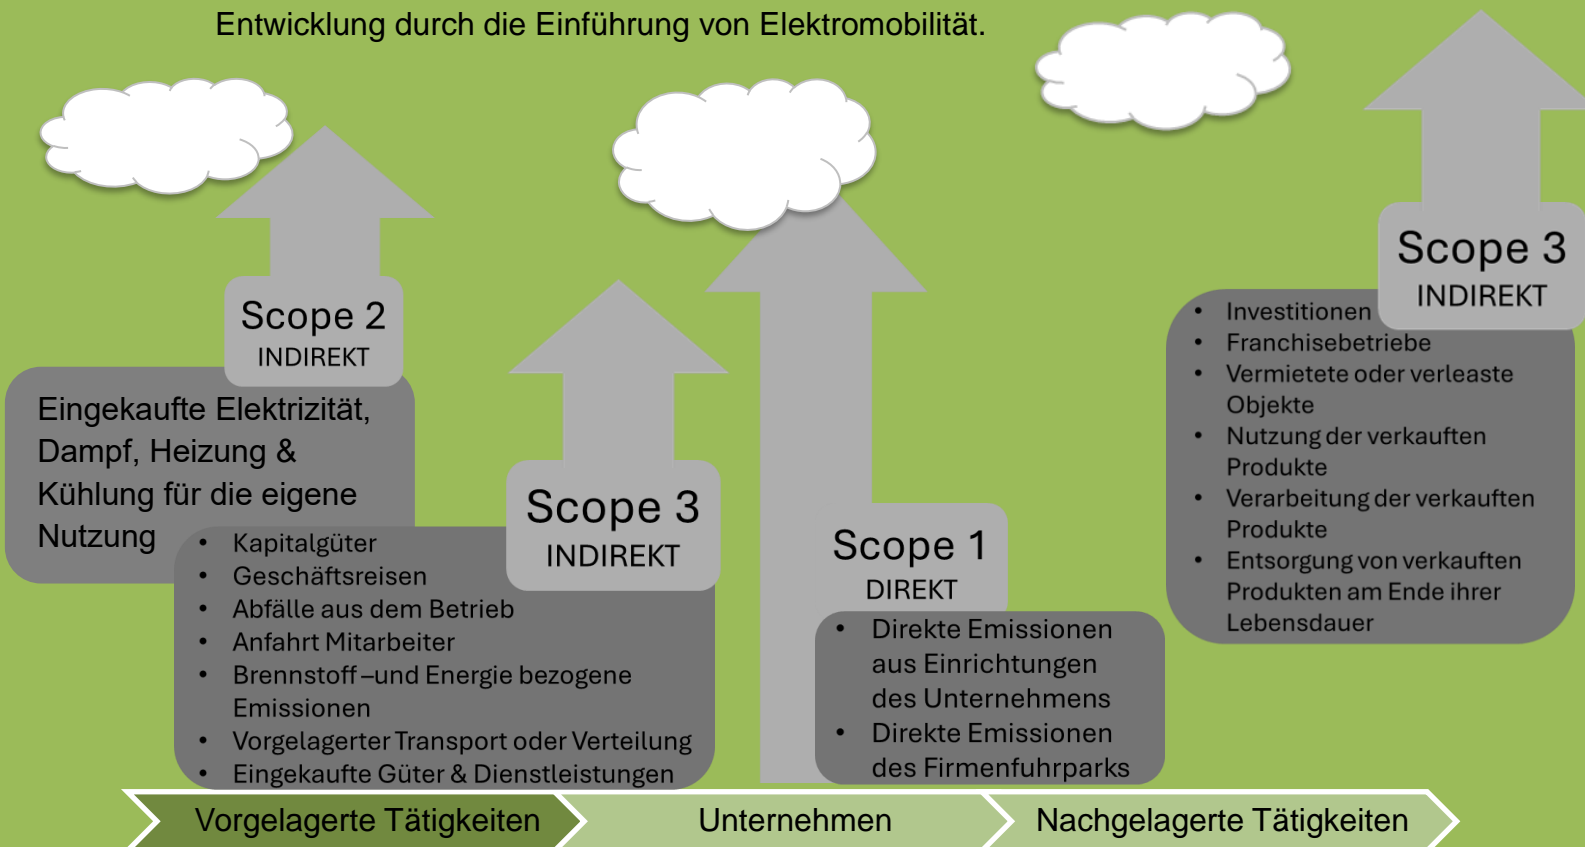 Entwicklung durch die Einführung von Elektromobilität.
Scope 2
INDIREKT
Eingekaufte Elektrizität,
Dampf, Heizung &
Kühlung für die eigene
Nutzung
Scope 3
INDIREKT
• Kapitalgüter
• Geschäftsreisen
• Abfälle aus dem Betrieb
• Anfahrt Mitarbeiter
• Brennstoff –und Energie bezogene
Emissionen
• Vorgelagerter Transport oder Verteilung
• Eingekaufte Güter & Dienstleistungen
Scope 1
DIREKT
• Direkte Emissionen
aus Einrichtungen
des Unternehmens
• Direkte Emissionen
des Firmenfuhrparks
Scope 3
INDIREKT
• Investitionen
• Franchisebetriebe
• Vermietete oder verleaste
Objekte
• Nutzung der verkauften
Produkte
• Verarbeitung der verkauften
Produkte
• Entsorgung von verkauften
Produkten am Ende ihrer
Lebensdauer
Vorgelagerte Tätigkeiten
Unternehmen
Nachgelagerte Tätigkeiten